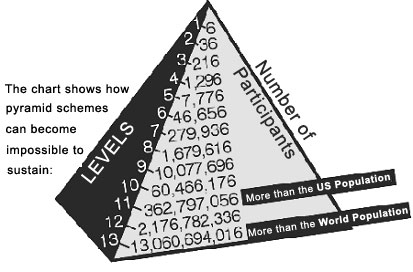 The chart shows how
pyramid schemes
can become
impossible to
sustain:
LEVELS
Number of
Participants
1 6
2 36
3 216
4 1,296
5 7,776
6 46,656
7 279,936
8 1,679,616
9 10,077,696
10 60,466,176
11 362,797,056 More than the US Population
12 2,176,782,336
13 13,060,694,016 More than the World Population